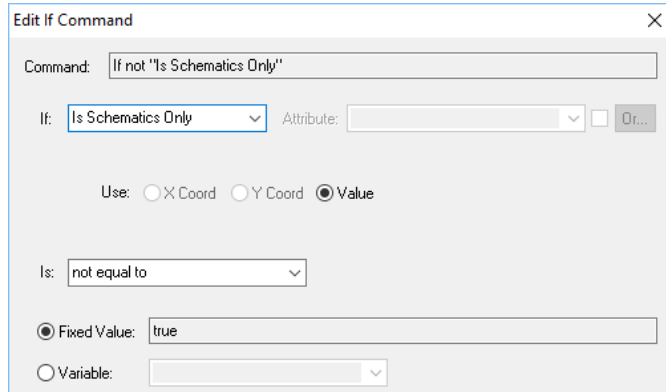 Edit If Command
Command: If not "Is Schematics Only"
If: Is Schematics Only Attribute: Or...
Use: X Coord Y Coord Value
Is: not equal to
Fixed Value: true
Variable: